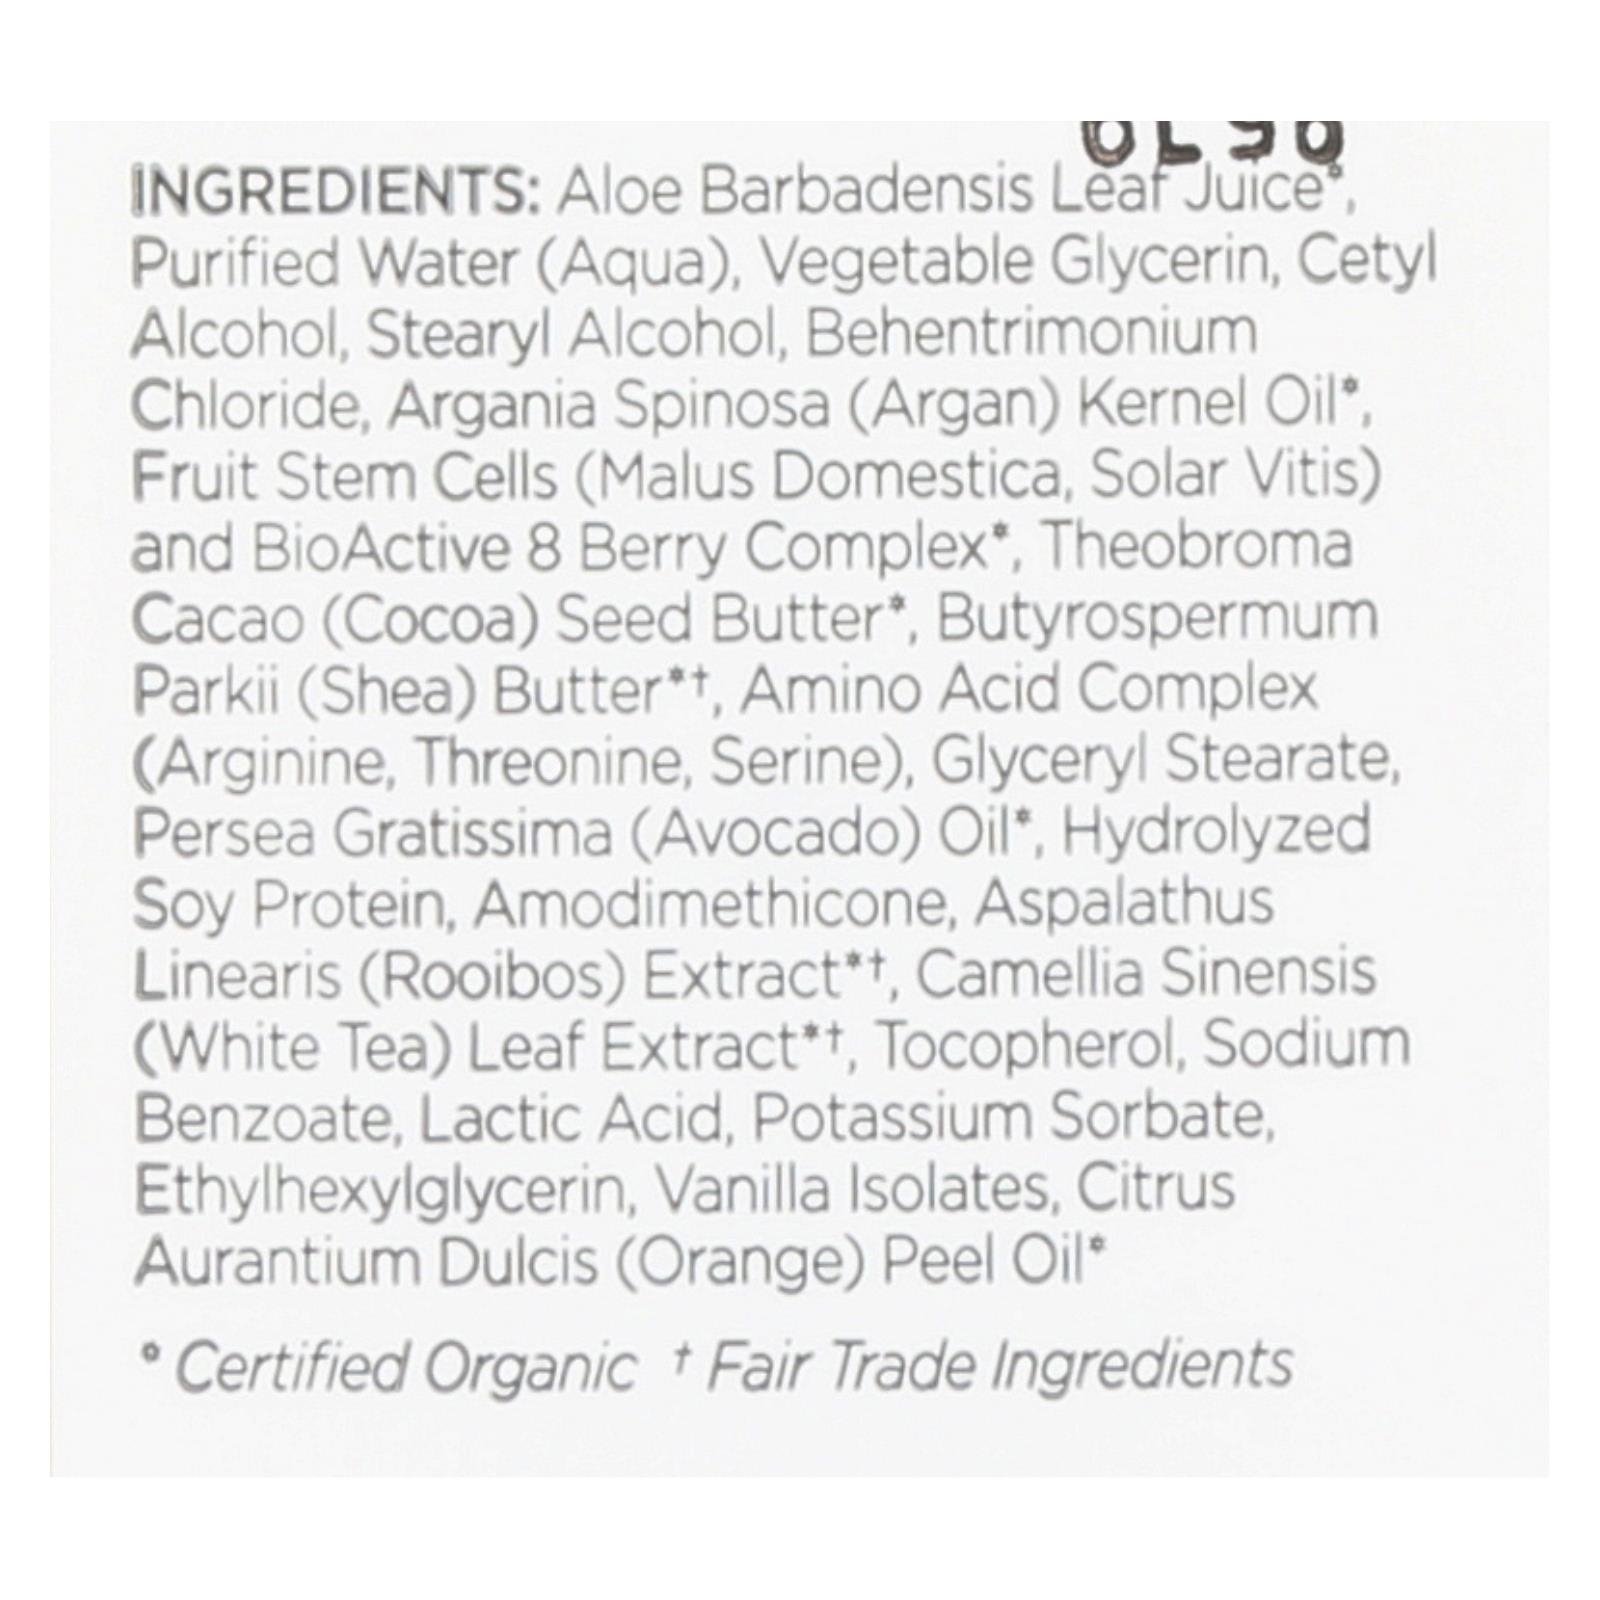 INGREDIENTS: Aloe Barbadensis Leaf Juice*,
Purified Water (Aqua), Vegetable Glycerin, Cetyl
Alcohol, Stearyl Alcohol, Behentrimonium
Chloride, Argania Spinosa (Argan) Kernel Oil*,
Fruit Stem Cells (Malus Domestica, Solar Vitis)
and BioActive 8 Berry Complex*, Theobroma
Cacao (Cocoa) Seed Butter*, Butyrospermum
Parkii (Shea) Butter*†, Amino Acid Complex
(Arginine, Threonine, Serine), Glyceryl Stearate,
Persea Gratissima (Avocado) Oil*, Hydrolyzed
Soy Protein, Amodimethicone, Aspalathus
Linearis (Rooibos) Extract*†, Camellia Sinensis
(White Tea) Leaf Extract*†, Tocopherol, Sodium
Benzoate, Lactic Acid, Potassium Sorbate,
Ethylhexylglycerin, Vanilla Isolates, Citrus
Aurantium Dulcis (Orange) Peel Oil*
* Certified Organic † Fair Trade Ingredients